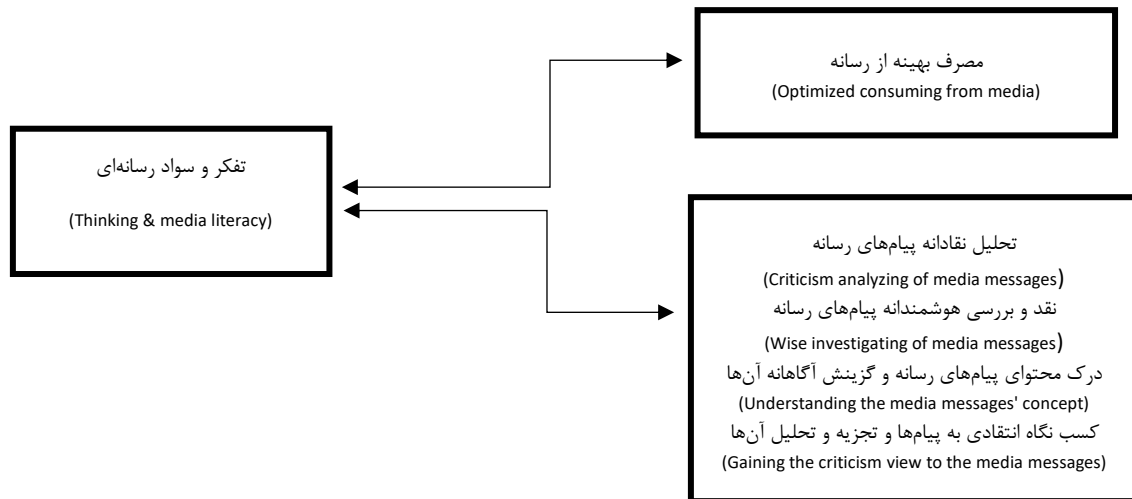 مصرف بهینه از رسانه
(Optimized consuming from media)
تفکر و سواد رسانه‌ای
(Thinking & media literacy)
تحلیل نقادانه پیام‌های رسانه
(Criticism analyzing of media messages)
نقد و بررسی هوشمندانه پیام‌های رسانه
(Wise investigating of media messages)
درک محتوای پیام‌های رسانه و گزینش آگاهانه آن‌ها
(Understanding the media messages' concept)
کسب نگاه انتقادی به پیام‌ها و تجزیه و تحلیل آن‌ها
(Gaining the criticism view to the media messages)